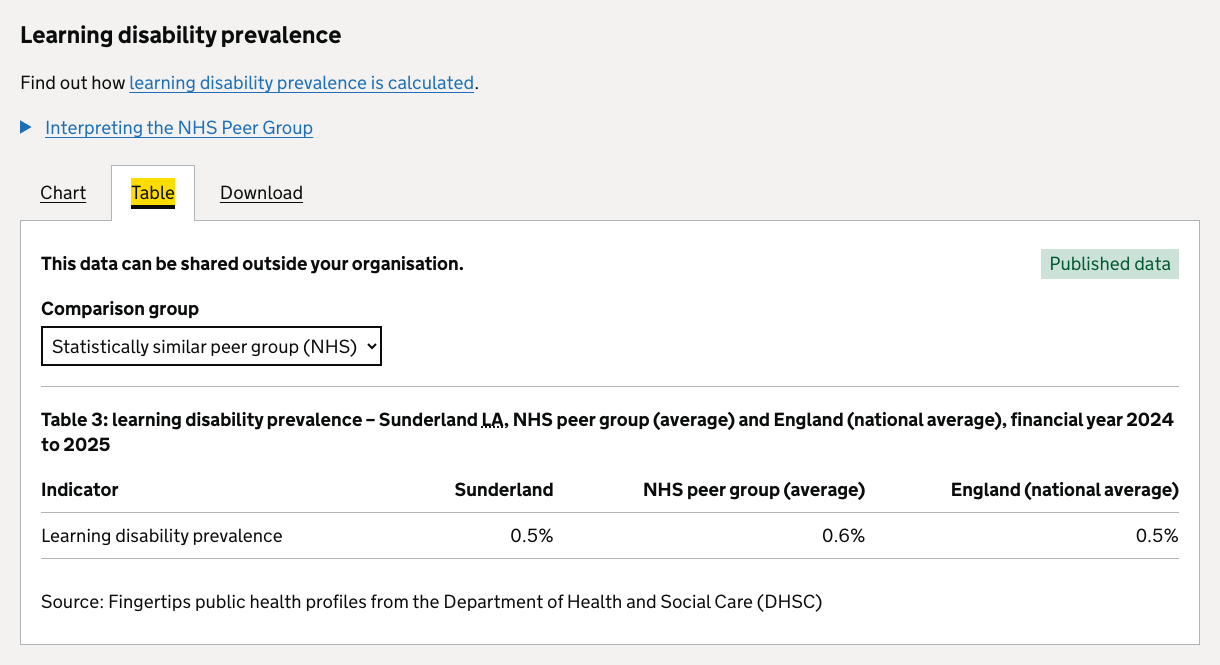 Learning disability prevalence
Find out how learning disability prevalence is calculated.
Interpreting the NHS Peer Group
Chart Table Download
This data can be shared outside your organisation. Published data
Comparison group
Statistically similar peer group (NHS)
Table 3: learning disability prevalence – Sunderland LA, NHS peer group (average) and England (national average), financial year 2024
to 2025
Indicator Sunderland NHS peer group (average) England (national average)
Learning disability prevalence 0.5% 0.6% 0.5%
Source: Fingertips public health profiles from the Department of Health and Social Care (DHSC)